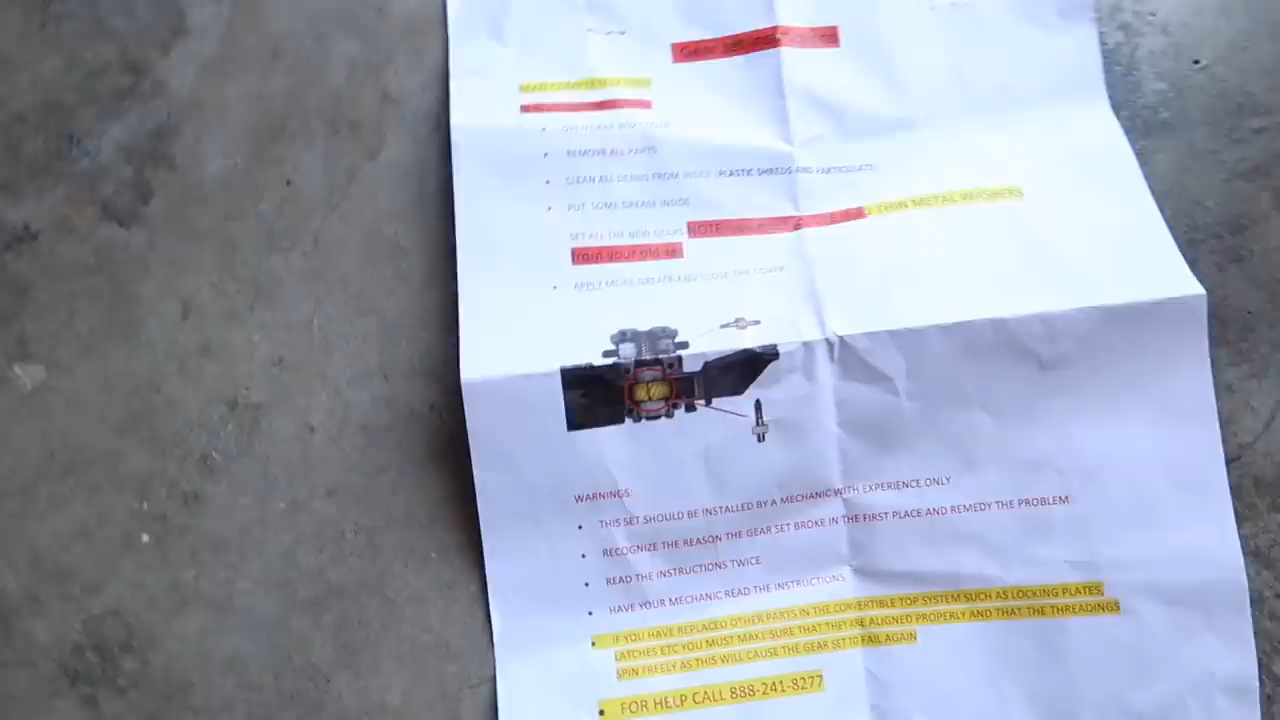 GEAR SET INSTRUCTIONS
OPEN GEAR BOX COVER
REMOVE ALL PARTS
CLEAN ALL DEBRIS FROM INSIDE (PLASTIC SHREDS AND PARTICULATE)
PUT SOME GREASE INSIDE
SET ALL THE NEW GEARS NOTE THIN METAL WASHERS
from your old set
APPLY MORE GREASE AND CLOSE THE COVER
WARNINGS:
THIS SET SHOULD BE INSTALLED BY A MECHANIC WITH EXPERIENCE ONLY
RECOGNIZE THE REASON THE GEAR SET BROKE IN THE FIRST PLACE AND REMEDY THE PROBLEM
READ THE INSTRUCTIONS TWICE
HAVE YOUR MECHANIC READ THE INSTRUCTIONS
IF YOU HAVE REPLACED OTHER PARTS IN THE CONVERTIBLE TOP SYSTEM SUCH AS LOCKING PLATES,
LATCHES ETC YOU MUST MAKE SURE THAT THEY ARE ALIGNED PROPERLY AND THAT THE THREADINGS
SPIN FREELY AS THIS WILL CAUSE THE GEAR SET TO FAIL AGAIN
FOR HELP CALL 888-241-8277